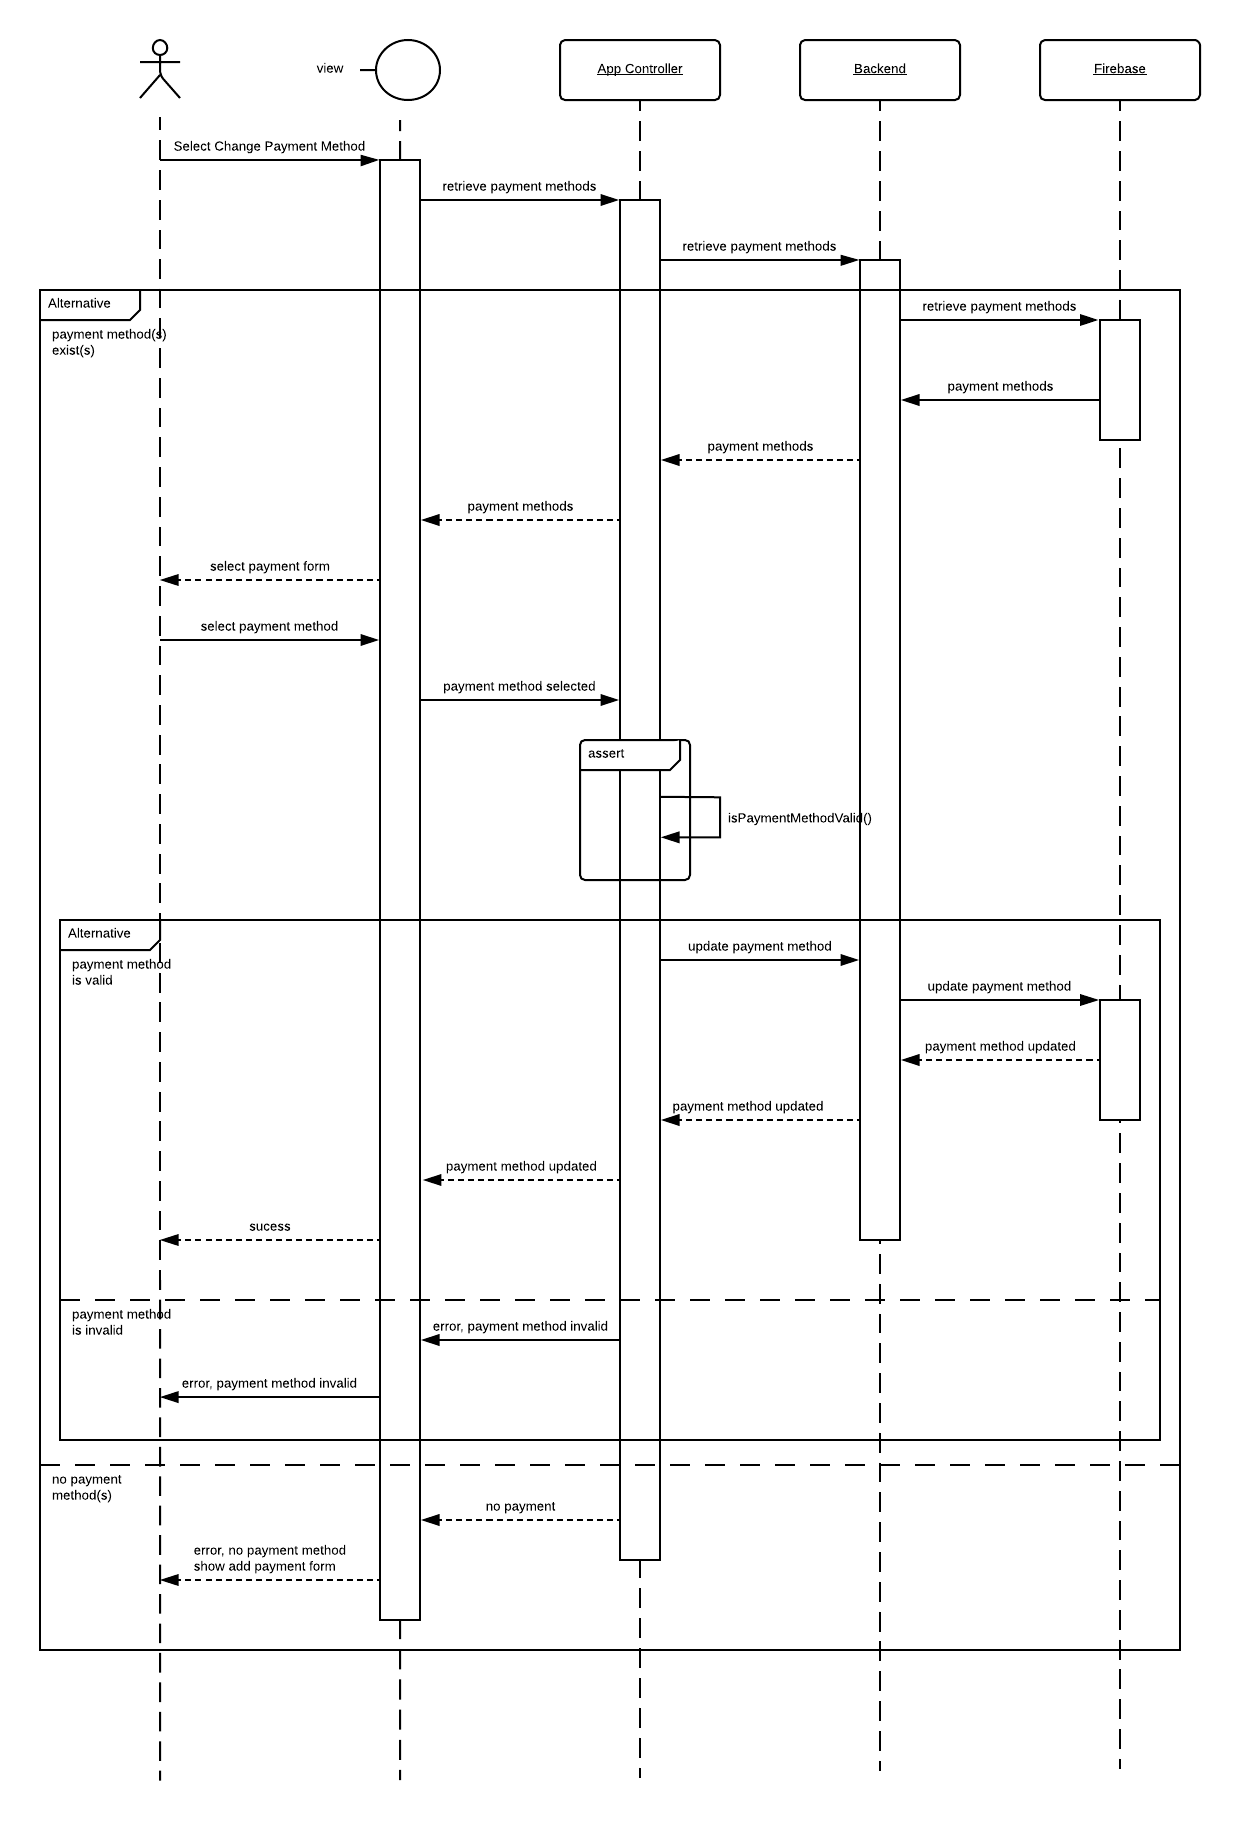 view
App Controller
Backend
Firebase
Select Change Payment Method
retrieve payment methods
retrieve payment methods
Alternative
retrieve payment methods
payment method(s)
exist(s)
payment methods
payment methods
payment methods
select payment form
select payment method
payment method selected
assert
isPaymentMethodValid()
Alternative
update payment method
payment method
is valid
update payment method
payment method updated
payment method updated
payment method updated
sucess
payment method
is invalid
error, payment method invalid
error, payment method invalid
no payment
method(s)
no payment
error, no payment method
show add payment form